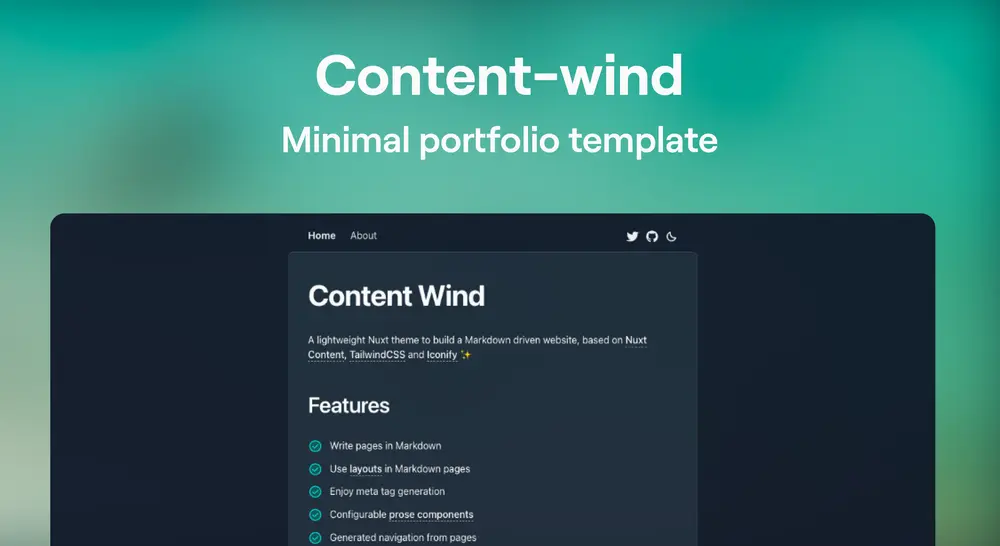 Content-wind
Minimal portfolio template
Home About
Content Wind
A lightweight Nuxt theme to build a Markdown driven website, based on Nuxt
Content, TailwindCSS and Iconify ✨
Features
Write pages in Markdown
Use layouts in Markdown pages
Enjoy meta tag generation
Configurable prose components
Generated navigation from pages